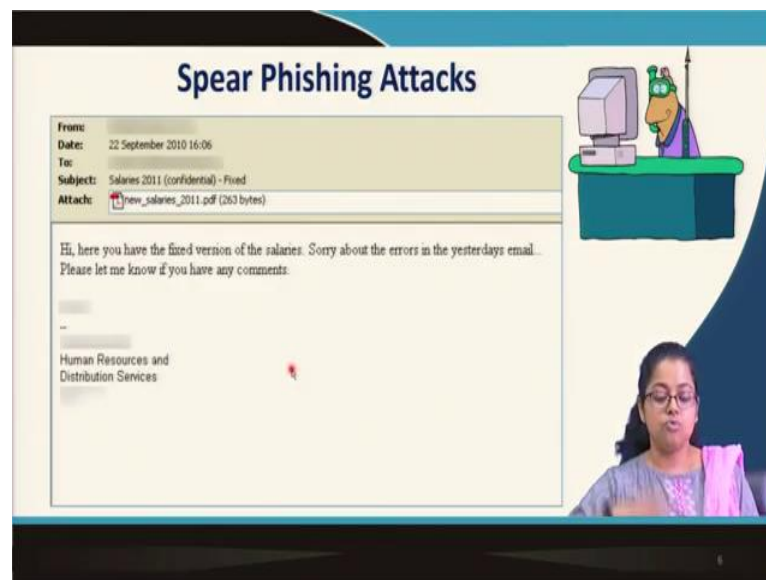 Spear Phishing Attacks
From:
Date: 22 September 2010 16:06
To:
Subject: Salaries 2011 (confidential) - Fixed
Attach: new_salaries_2011.pdf (263 bytes)
Hi, here you have the fixed version of the salaries. Sorry about the errors in the yesterdays email...
Please let me know if you have any comments.
--
Human Resources and
Distribution Services
6